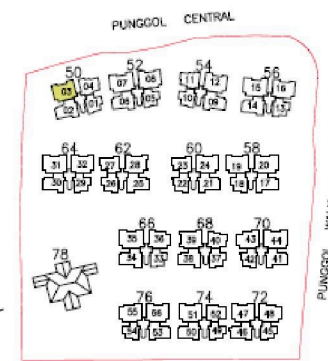 PUNGGOL CENTRAL
50 52 54 56
03 04 07 08 11 12 15 16
02 01 06 05 10 09 14 13
64 62 60 58
31 32 27 28 23 24 19 20
30 29 26 25 22 21 18 17
66 68 70
35 36 39 40 43 44
34 33 38 37 42 41
78
76 74 72
55 56 51 52 47 48
54 53 50 49 46 45
PUNGGOL